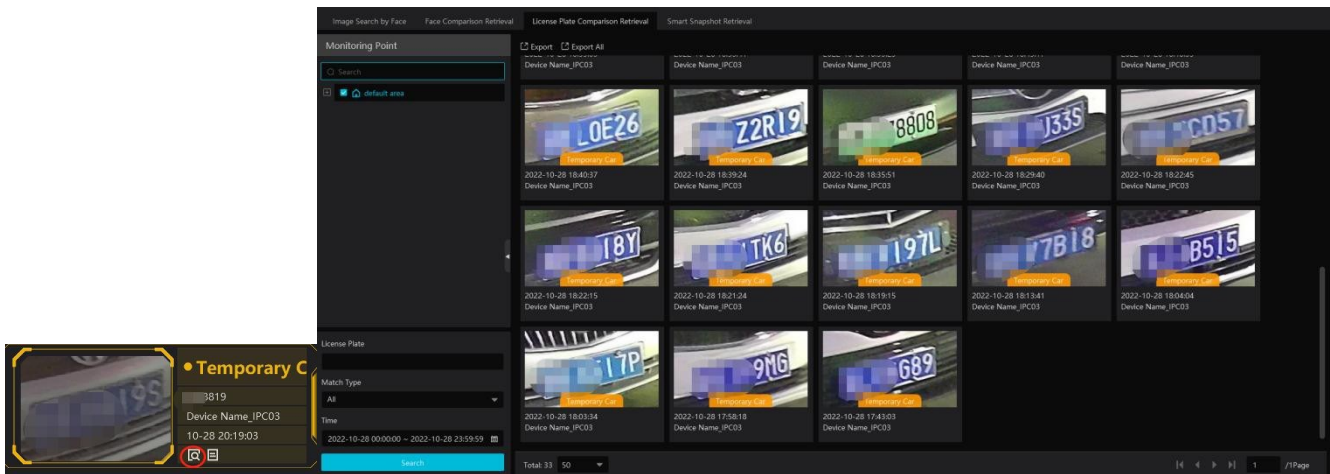 Image Search by Face
Face Comparison Retrieval
License Plate Comparison Retrieval
Smart Snapshot Retrieval
Monitoring Point
Search
default area
License Plate
Match Type
All
Time
2022-10-28 00:00:00 ~ 2022-10-28 23:59:59
Search
Export
Export All
Device Name_IPC03
Device Name_IPC03
Device Name_IPC03
Device Name_IPC03
Device Name_IPC03
L0E26
Temporary Car
2022-10-28 18:40:37
Device Name_IPC03
Z2R19
Temporary Car
2022-10-28 18:39:24
Device Name_IPC03
8808
Temporary Car
2022-10-28 18:35:51
Device Name_IPC03
J33S
Temporary Car
2022-10-28 18:29:40
Device Name_IPC03
CD57
Temporary Car
2022-10-28 18:22:45
Device Name_IPC03
18Y
Temporary Car
2022-10-28 18:22:15
Device Name_IPC03
TK6
Temporary Car
2022-10-28 18:21:24
Device Name_IPC03
197L
Temporary Car
2022-10-28 18:19:15
Device Name_IPC03
7B18
Temporary Car
2022-10-28 18:13:41
Device Name_IPC03
B515
Temporary Car
2022-10-28 18:04:04
Device Name_IPC03
17P
Temporary Car
2022-10-28 18:03:34
Device Name_IPC03
9MG
Temporary Car
2022-10-28 17:58:18
Device Name_IPC03
G89
Temporary Car
2022-10-28 17:43:03
Device Name_IPC03
Total: 33
50
1
/1Page
Temporary C
3819
Device Name_IPC03
10-28 20:19:03